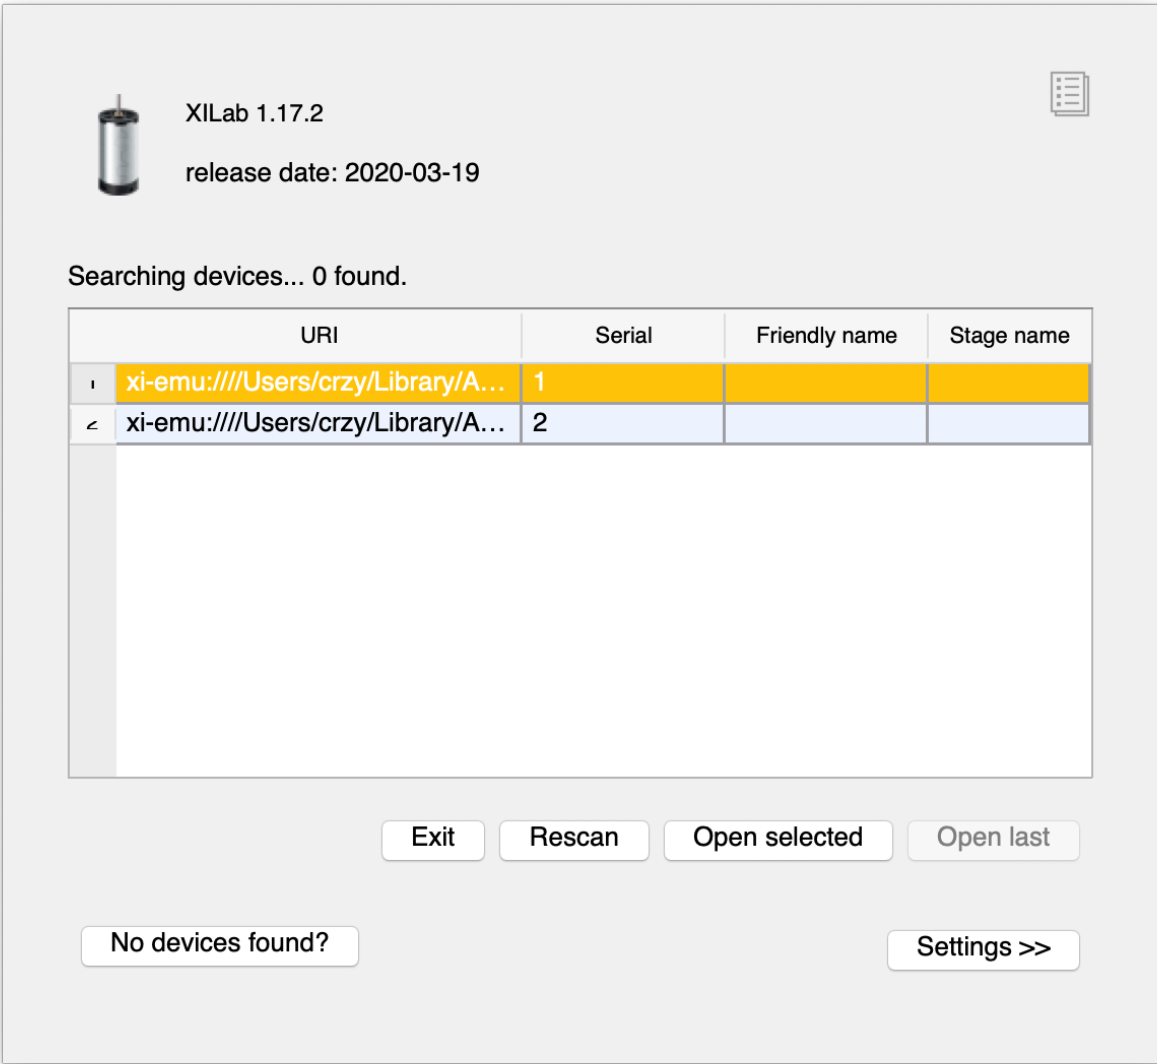 XILab 1.17.2
release date: 2020-03-19
Searching devices... 0 found.
URI Serial Friendly name Stage name
1 xi-emu:////Users/crzy/Library/A... 1
2 xi-emu:////Users/crzy/Library/A... 2
Exit Rescan Open selected Open last
No devices found? Settings >>